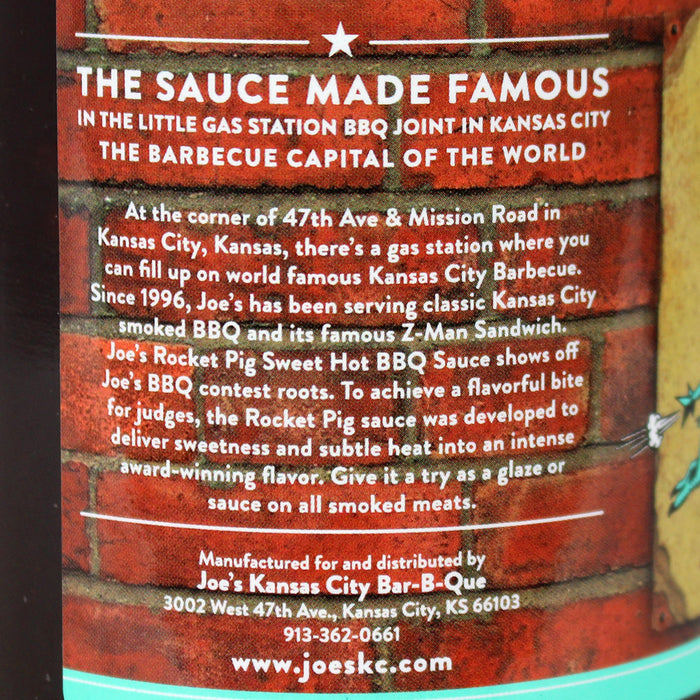 THE SAUCE MADE FAMOUS
IN THE LITTLE GAS STATION BBQ JOINT IN KANSAS CITY
THE BARBECUE CAPITAL OF THE WORLD
At the corner of 47th Ave & Mission Road in
Kansas City, Kansas, there's a gas station where you
can fill up on world famous Kansas City Barbecue.
Since 1996, Joe's has been serving classic Kansas City
smoked BBQ and its famous Z-Man Sandwich.
Joe's Rocket Pig Sweet Hot BBQ Sauce shows off
Joe's BBQ contest roots. To achieve a flavorful bite
for judges, the Rocket Pig sauce was developed to
deliver sweetness and subtle heat into an intense
award-winning flavor. Give it a try as a glaze or
sauce on all smoked meats.
Manufactured for and distributed by
Joe's Kansas City Bar-B-Que
3002 West 47th Ave., Kansas City, KS 66103
913-362-0661
www.joeskc.com